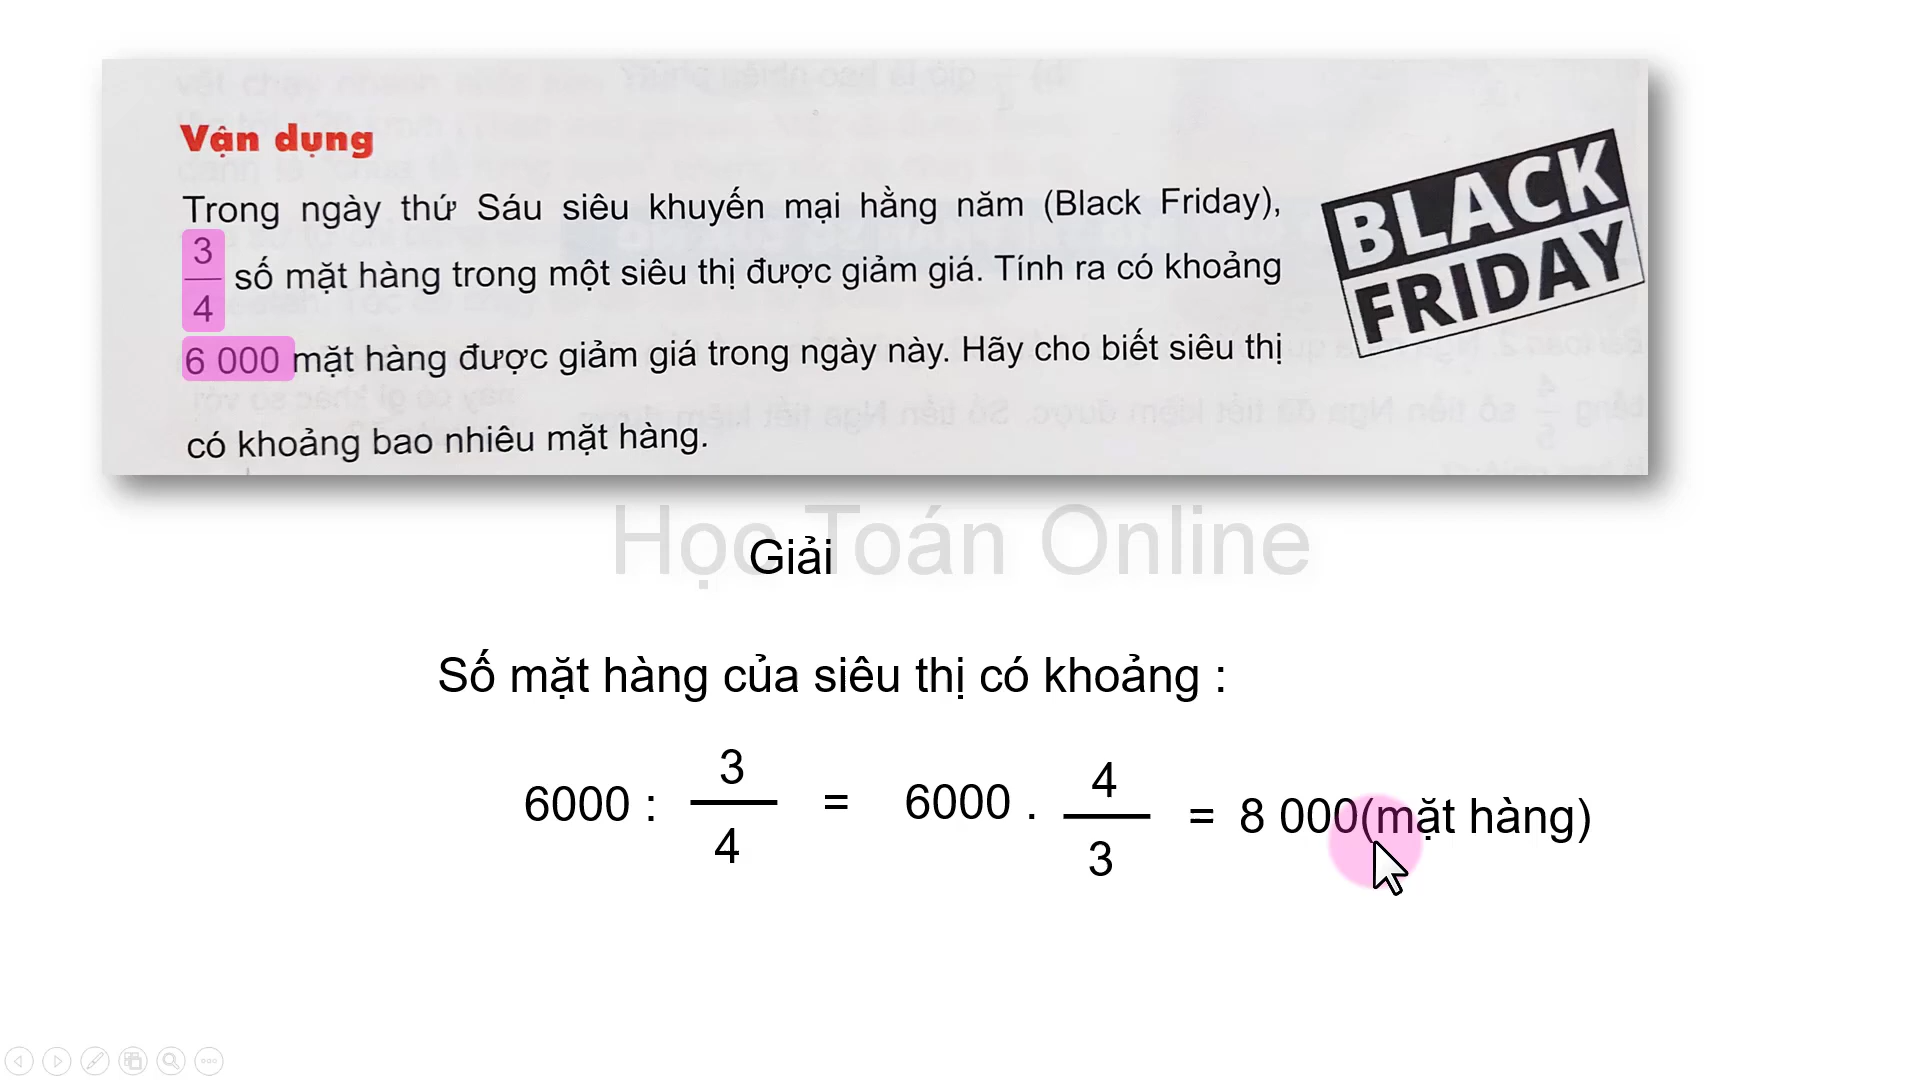 Vận dụng
Trong ngày thứ Sáu siêu khuyến mại hằng năm (Black Friday),
3/4 số mặt hàng trong một siêu thị được giảm giá. Tính ra có khoảng
6 000 mặt hàng được giảm giá trong ngày này. Hãy cho biết siêu thị
có khoảng bao nhiêu mặt hàng.
BLACK
FRIDAY
Học Toán Online
Giải
Số mặt hàng của siêu thị có khoảng :
6000 : 3/4 = 6000 . 4/3 = 8 000(mặt hàng)